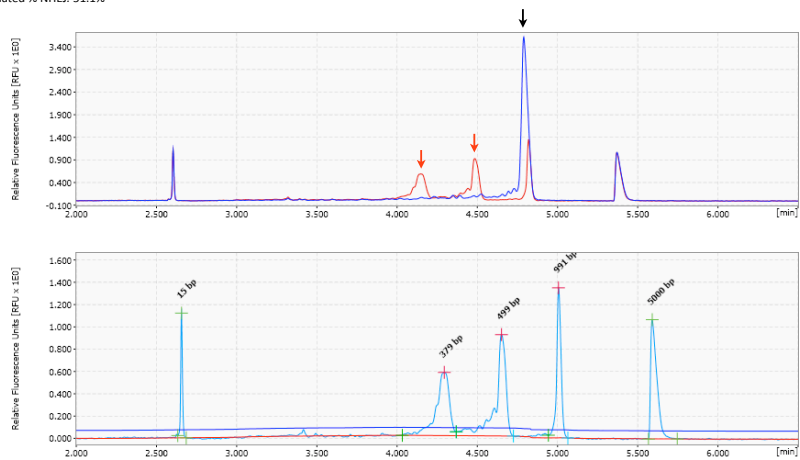 31.1%
Relative Fluorescence Units [RFU x 1E0]
3.400
2.900
2.400
1.900
1.400
0.900
0.400
-0.100
2.000 2.500 3.000 3.500 4.000 4.500 5.000 5.500 6.000 [min]
Relative Fluorescence Units [RFU x 1E0]
1.600
1.400
1.200
1.000
0.800
0.600
0.400
0.200
0.000
15 bp
379 bp
499 bp
991 bp
5000 bp
2.000 2.500 3.000 3.500 4.000 4.500 5.000 5.500 6.000 [min]